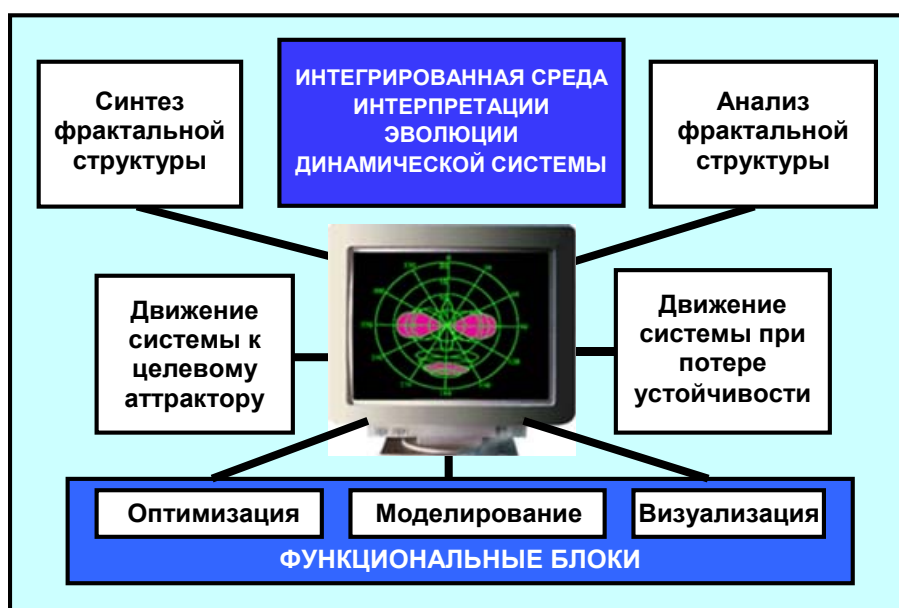 Синтез
фрактальной
структуры
ИНТЕГРИРОВАННАЯ СРЕДА
ИНТЕРПРЕТАЦИИ
ЭВОЛЮЦИИ
ДИНАМИЧЕСКОЙ СИСТЕМЫ
Анализ
фрактальной
структуры
Движение
системы к
целевому
аттрактору
Движение
системы при
потере
устойчивости
Оптимизация
Моделирование
Визуализация
ФУНКЦИОНАЛЬНЫЕ БЛОКИ